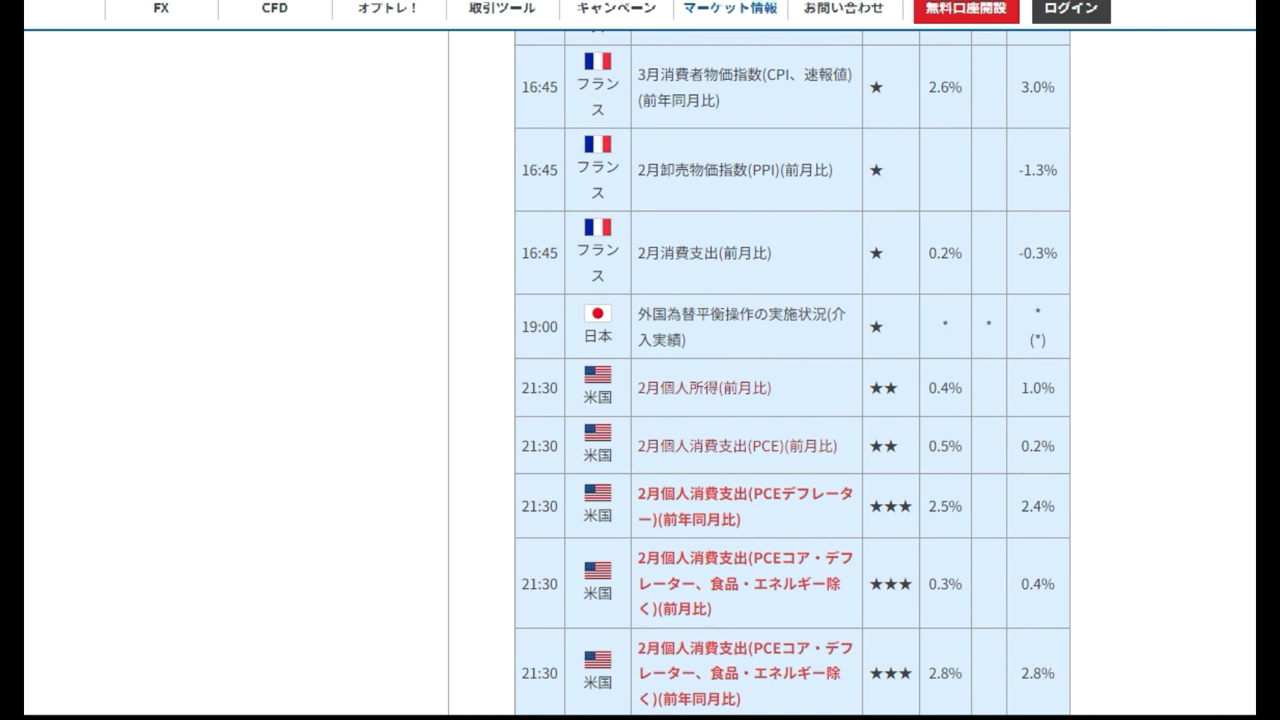 FX CFD オフトレ！ 取引ツール キャンペーン マーケット情報 お問い合わせ 無料口座開設 ログイン
16:45 フランス 3月消費者物価指数(CPI、速報値)
(前年同月比) ★ 2.6% 3.0%
16:45 フランス 2月卸売物価指数(PPI)(前月比) ★ -1.3%
16:45 フランス 2月消費支出(前月比) ★ 0.2% -0.3%
19:00 日本 外国為替平衡操作の実施状況(介
入実績) ★ * * *
(*)
21:30 米国 2月個人所得(前月比) ★★ 0.4% 1.0%
21:30 米国 2月個人消費支出(PCE)(前月比) ★★ 0.5% 0.2%
21:30 米国 2月個人消費支出(PCEデフレータ
ー)(前年同月比) ★★★ 2.5% 2.4%
21:30 米国 2月個人消費支出(PCEコア・デフ
レーター、食品・エネルギー除
く)(前月比) ★★★ 0.3% 0.4%
21:30 米国 2月個人消費支出(PCEコア・デフ
レーター、食品・エネルギー除
く)(前年同月比) ★★★ 2.8% 2.8%